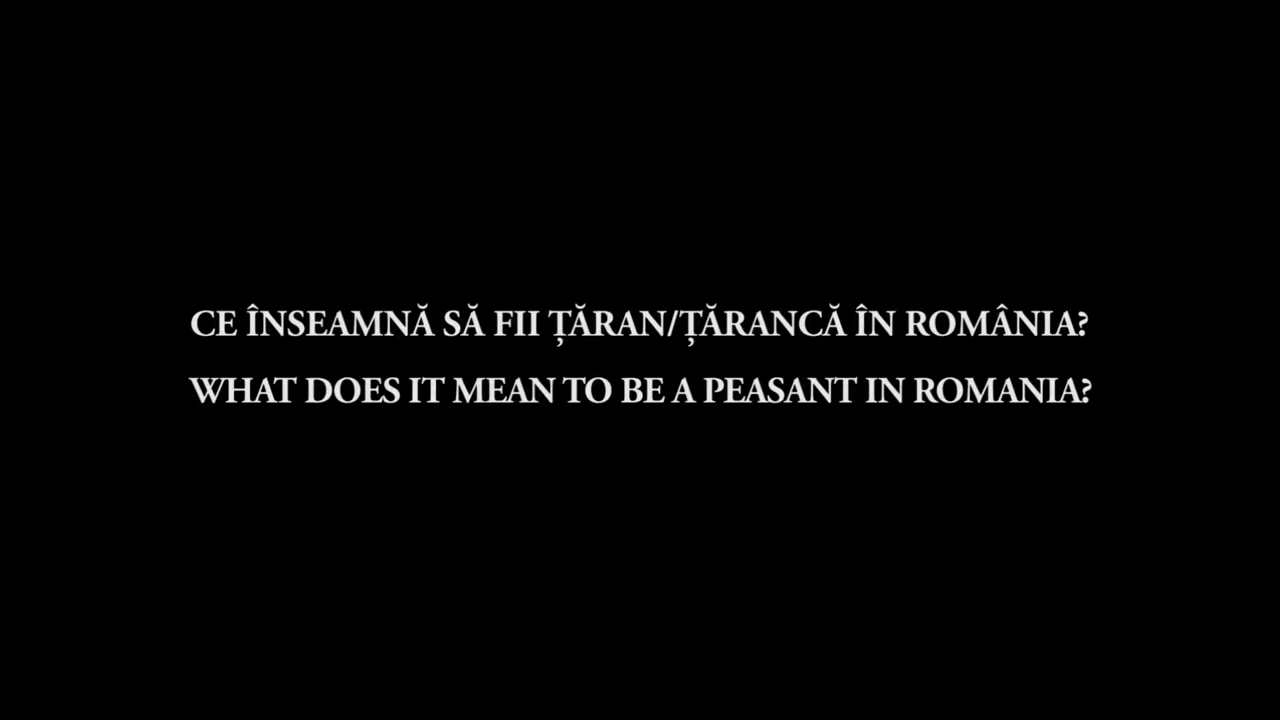 CE ÎNSEAMNĂ SĂ FII ȚĂRAN/ȚĂRANCĂ ÎN ROMÂNIA?
WHAT DOES IT MEAN TO BE A PEASANT IN ROMANIA?